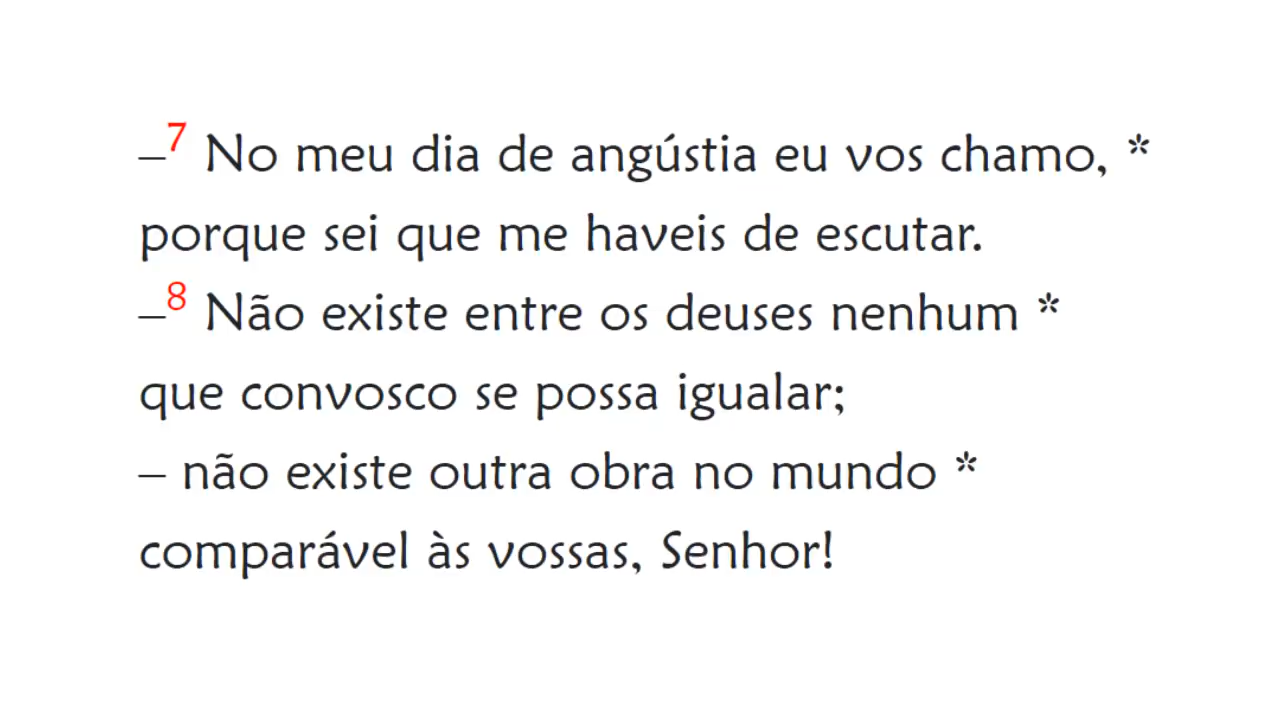 –7 No meu dia de angústia eu vos chamo, *
porque sei que me haveis de escutar.
–8 Não existe entre os deuses nenhum *
que convosco se possa igualar;
– não existe outra obra no mundo *
comparável às vossas, Senhor!